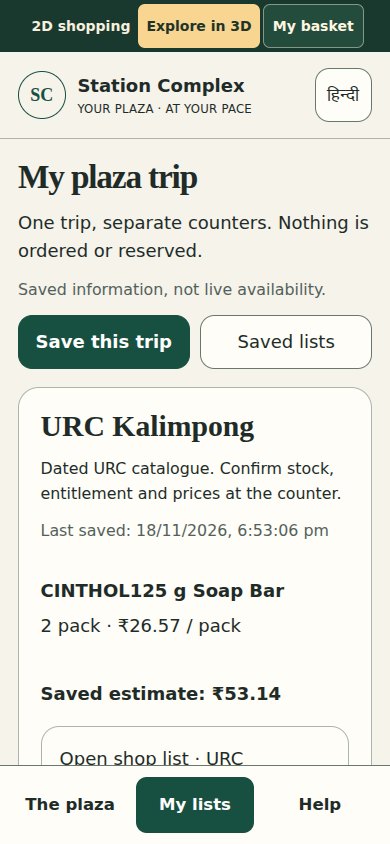 2D shopping Explore in 3D My basket
SC
Station Complex
YOUR PLAZA · AT YOUR PACE
हिन्दी
My plaza trip
One trip, separate counters. Nothing is
ordered or reserved.
Saved information, not live availability.
Save this trip Saved lists
URC Kalimpong
Dated URC catalogue. Confirm stock,
entitlement and prices at the counter.
Last saved: 18/11/2026, 6:53:06 pm
CINTHOL125 g Soap Bar
2 pack · ₹26.57 / pack
Saved estimate: ₹53.14
Open shop list · URC
The plaza My lists Help